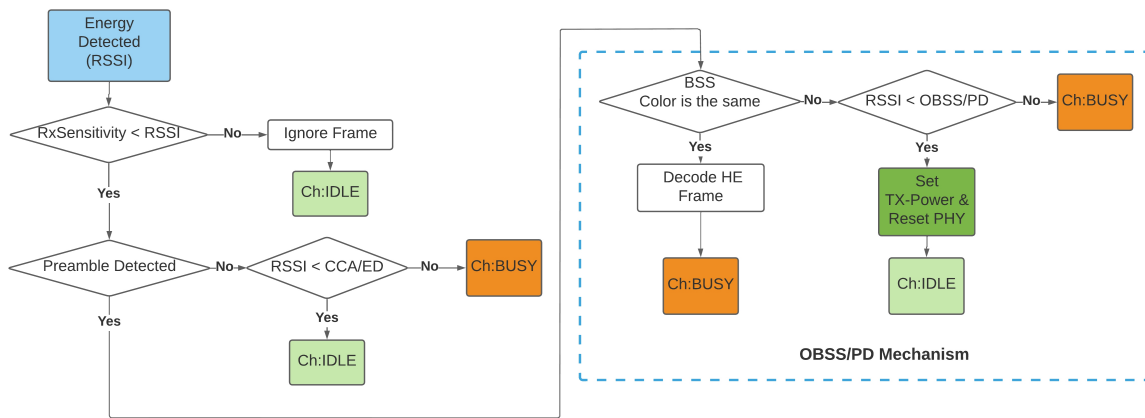 Energy
Detected
(RSSI)
RxSensitivity < RSSI
No
Ignore Frame
Ch:IDLE
Yes
Preamble Detected
No
RSSI < CCA/ED
No
Ch:BUSY
Yes
Ch:IDLE
Yes
BSS
Color is the same
No
RSSI < OBSS/PD
No
Ch:BUSY
Yes
Decode HE
Frame
Ch:BUSY
Yes
Set
TX-Power &
Reset PHY
Ch:IDLE
OBSS/PD Mechanism